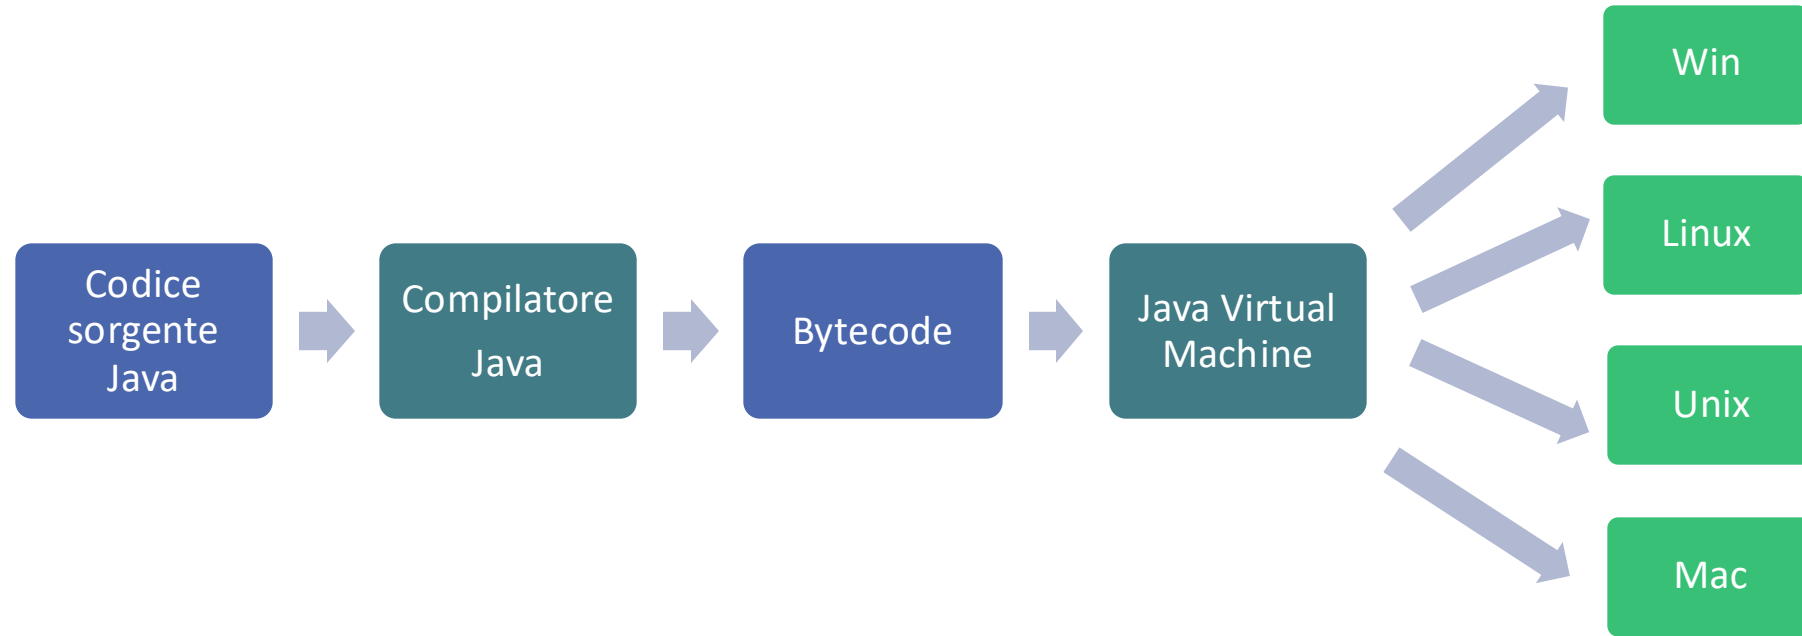 Codice
sorgente
Java
Compilatore
Java
Bytecode
Java Virtual
Machine
Win
Linux
Unix
Mac